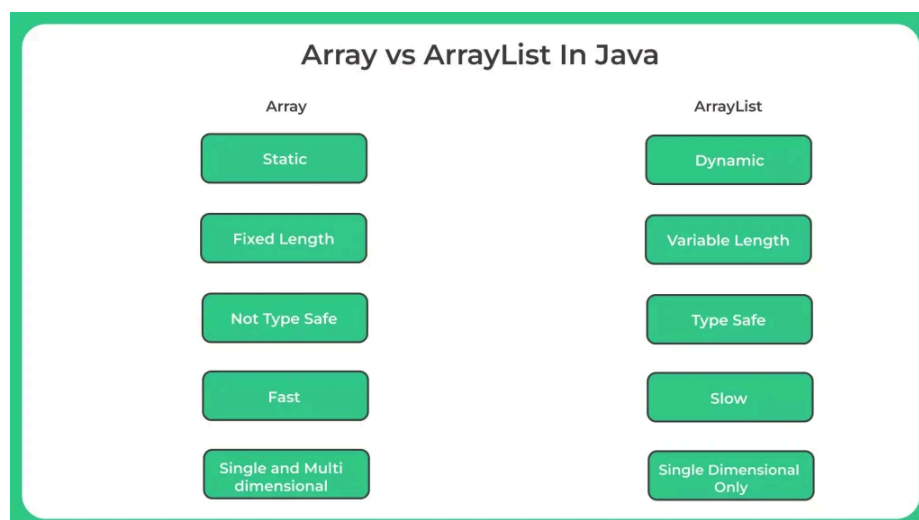 Array vs ArrayList In Java
Array
ArrayList
Static
Dynamic
Fixed Length
Variable Length
Not Type Safe
Type Safe
Fast
Slow
Single and Multi
dimensional
Single Dimensional
Only